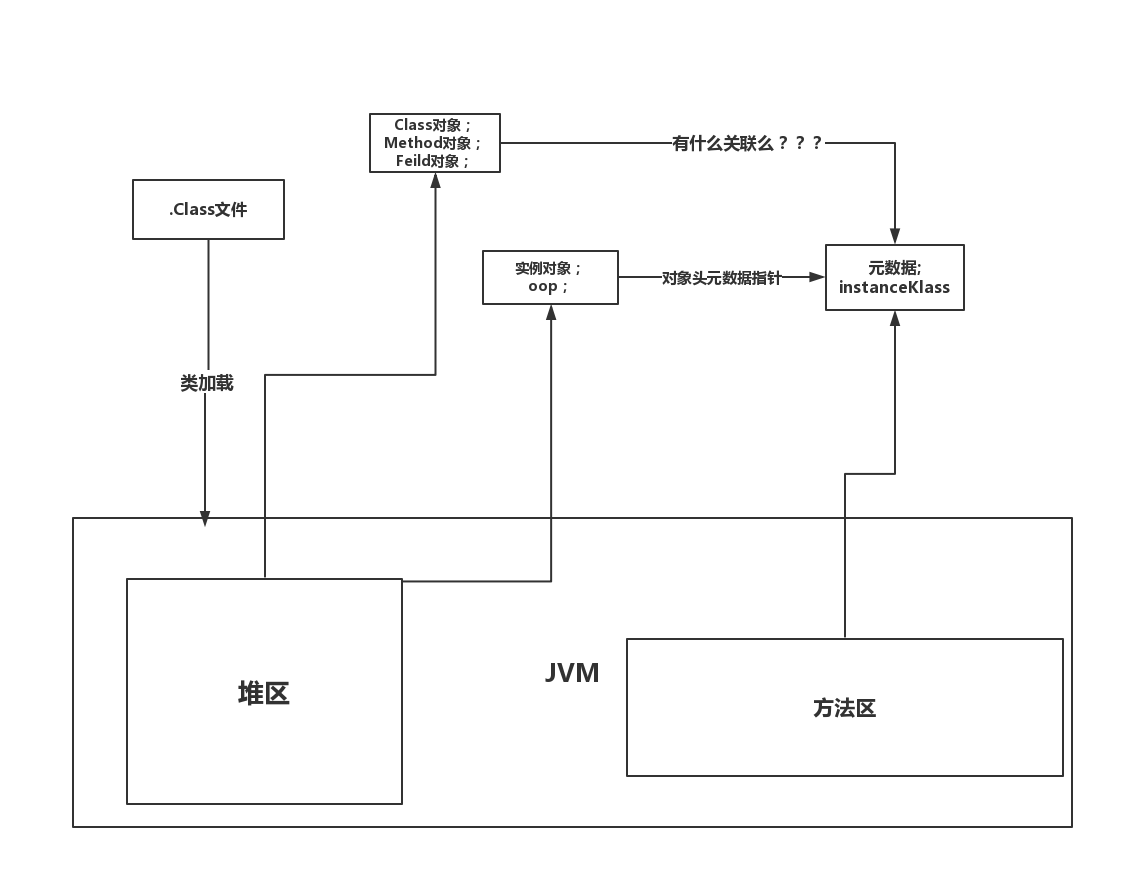 Class对象；
Method对象；
Feild对象；
有什么关联么？？？
.Class文件
实例对象；
oop；
对象头元数据指针
元数据;
instanceKlass
类加载
JVM
堆区
方法区